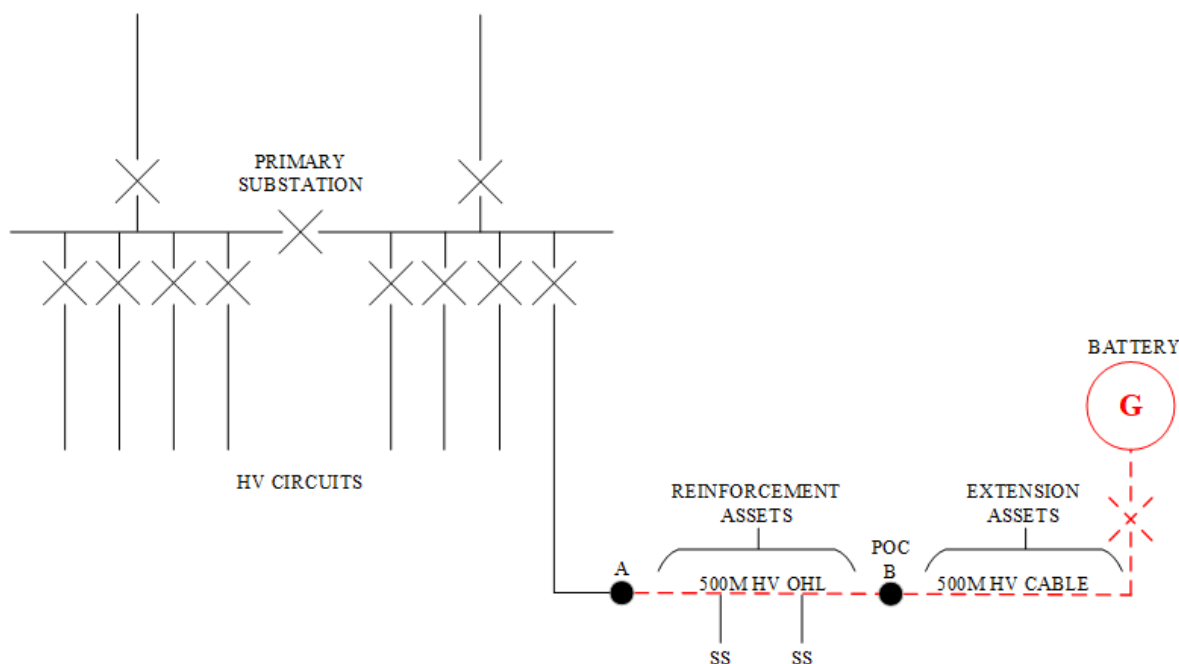 PRIMARY
SUBSTATION
HV CIRCUITS
BATTERY
G
REINFORCEMENT
ASSETS
EXTENSION
ASSETS
A
POC
B
500M HV OHL
500M HV CABLE
SS
SS